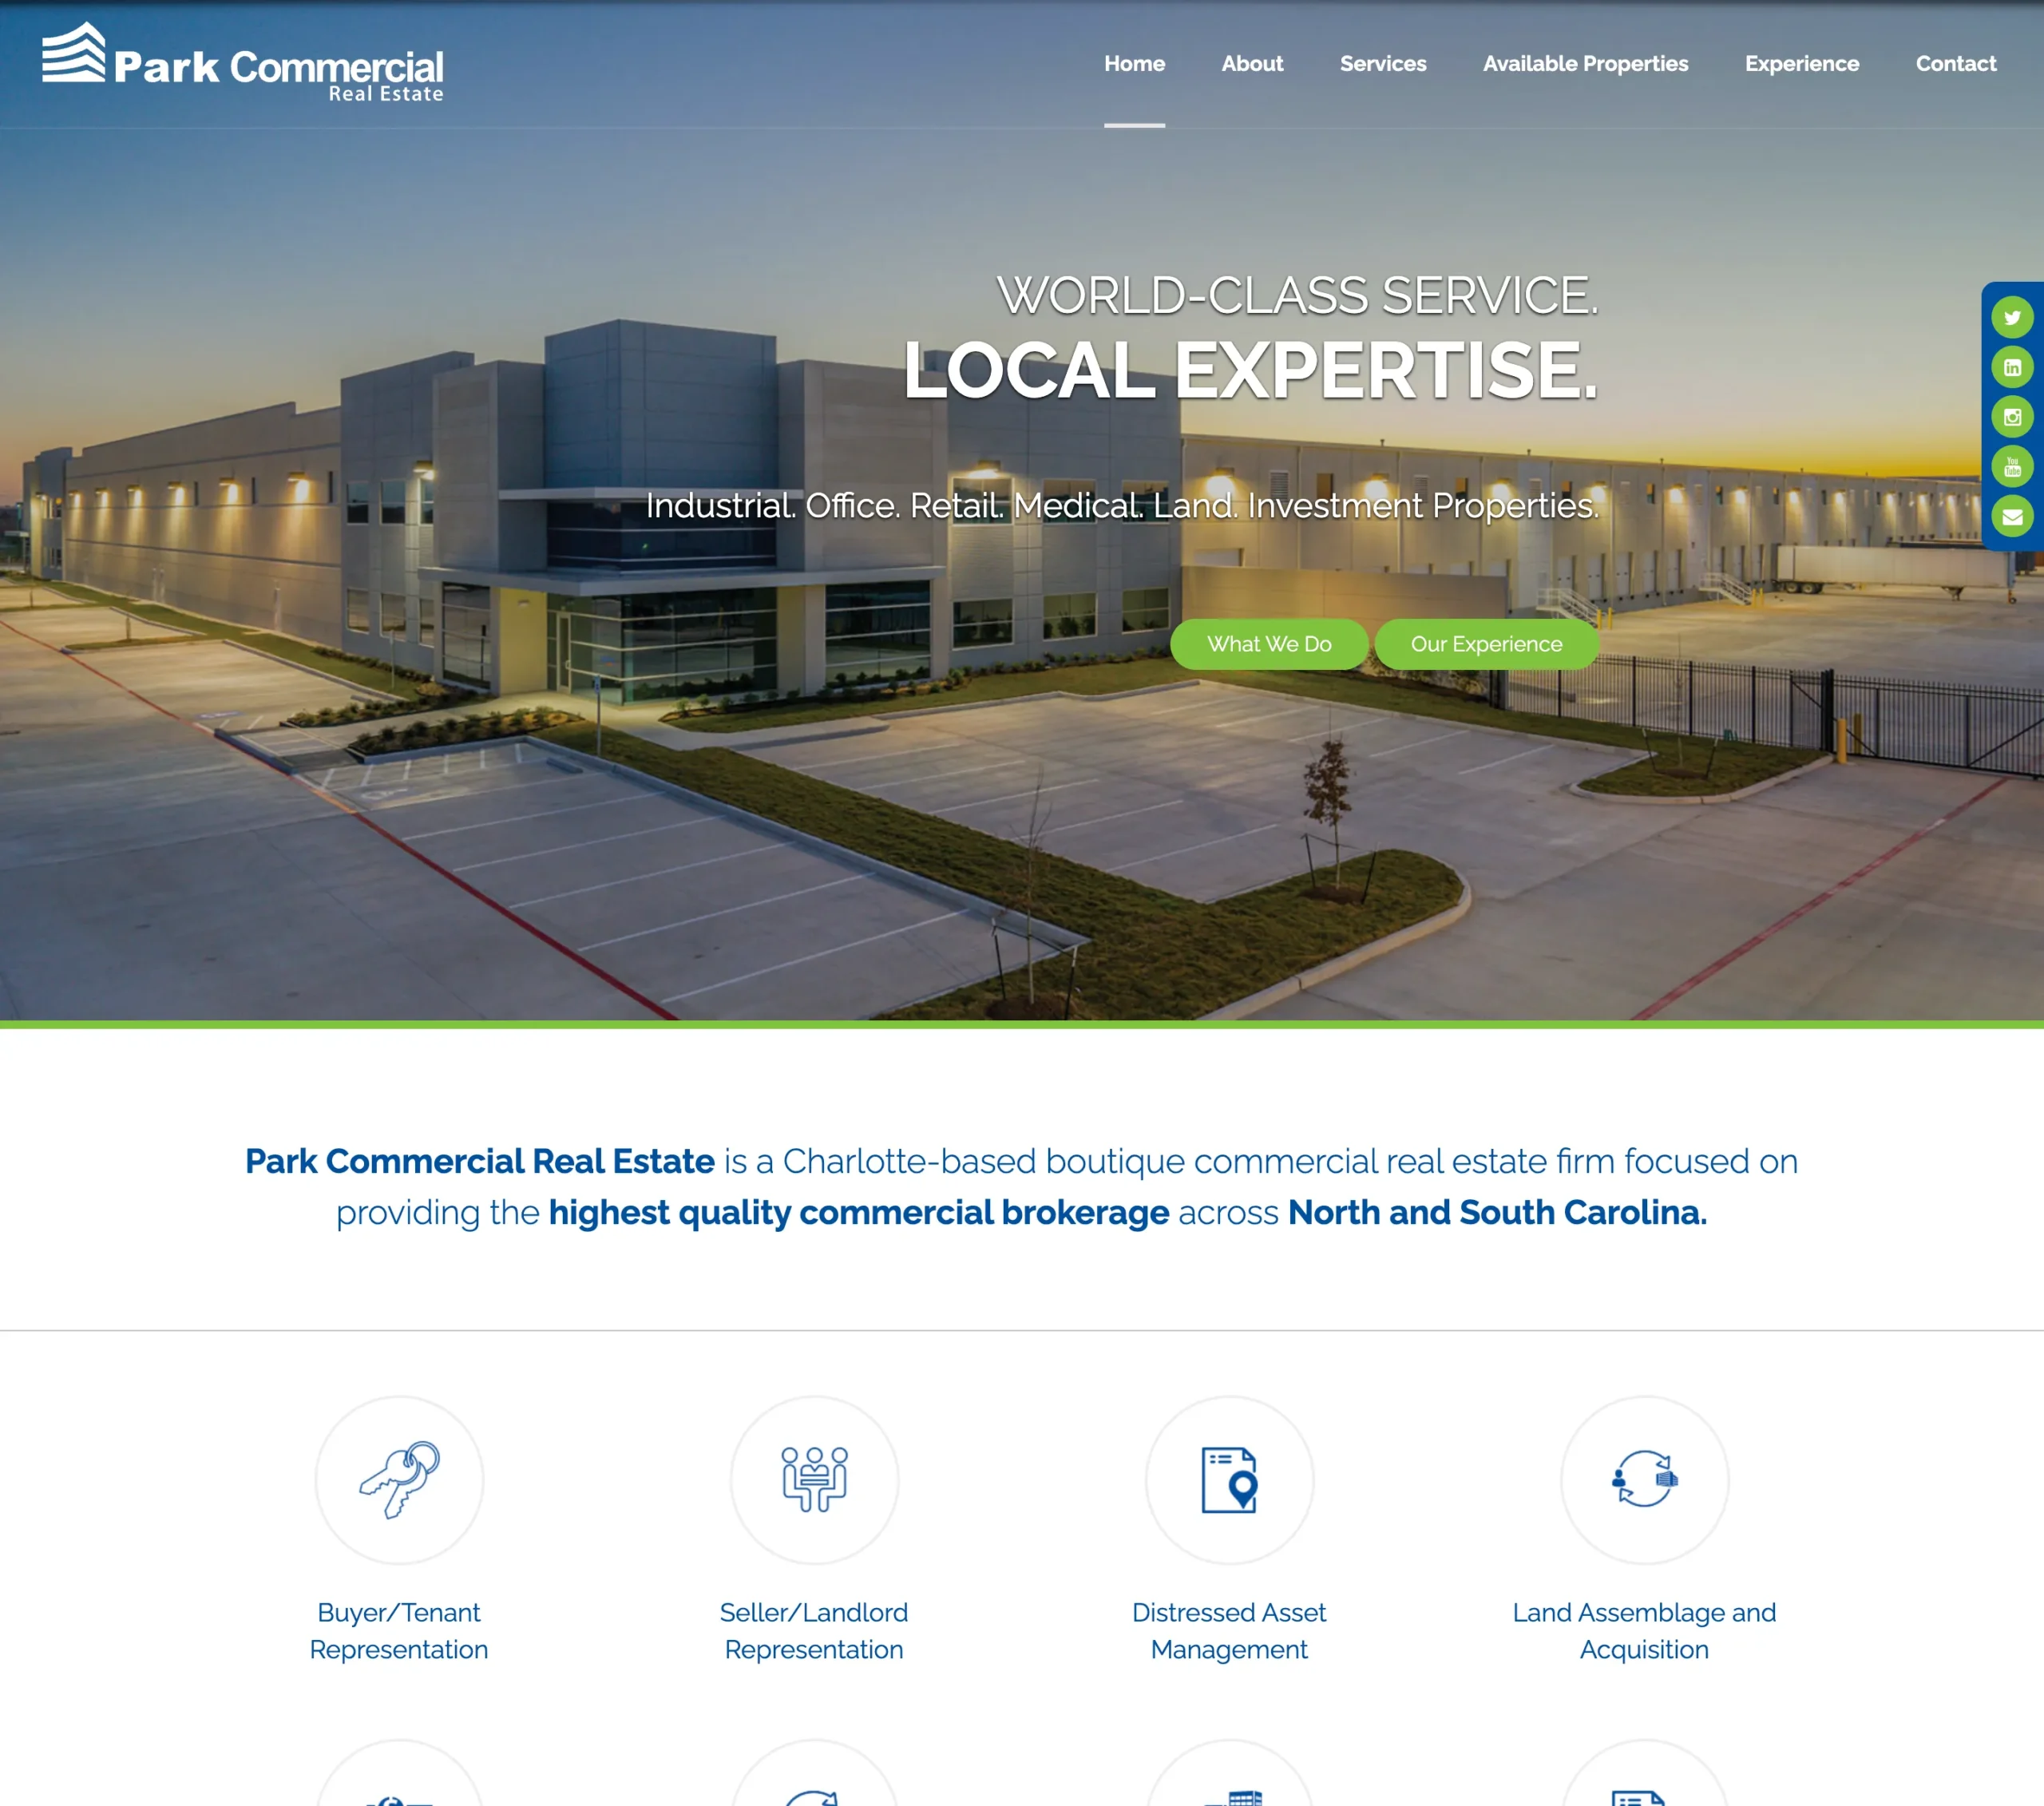 Park Commercial
Real Estate
Home About Services Available Properties Experience Contact
WORLD-CLASS SERVICE.
LOCAL EXPERTISE.
Industrial. Office. Retail. Medical. Land. Investment Properties.
What We Do Our Experience
You
Tube
Park Commercial Real Estate is a Charlotte-based boutique commercial real estate firm focused on
providing the highest quality commercial brokerage across North and South Carolina.
Buyer/Tenant
Representation
Seller/Landlord
Representation
Distressed Asset
Management
Land Assemblage and
Acquisition